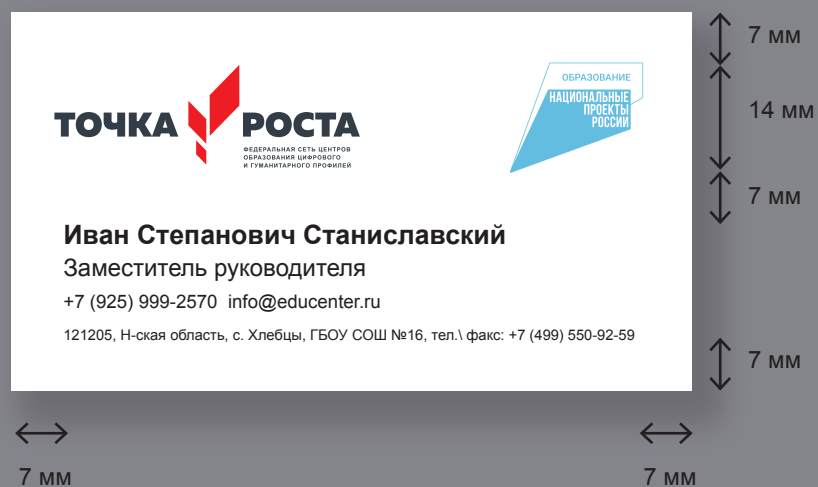 7 мм
ТОЧКА РОСТА
ФЕДЕРАЛЬНАЯ СЕТЬ ЦЕНТРОВ
ОБРАЗОВАНИЯ ЦИФРОВОГО
И ГУМАНИТАРНОГО ПРОФИЛЕЙ
ОБРАЗОВАНИЕ
НАЦИОНАЛЬНЫЕ
ПРОЕКТЫ
РОССИИ
14 мм
7 мм
Иван Степанович Станиславский
Заместитель руководителя
+7 (925) 999-2570 info@educenter.ru
121205, Н-ская область, с. Хлебцы, ГБОУ СОШ №16, тел.\ факс: +7 (499) 550-92-59
7 мм
7 мм
7 мм